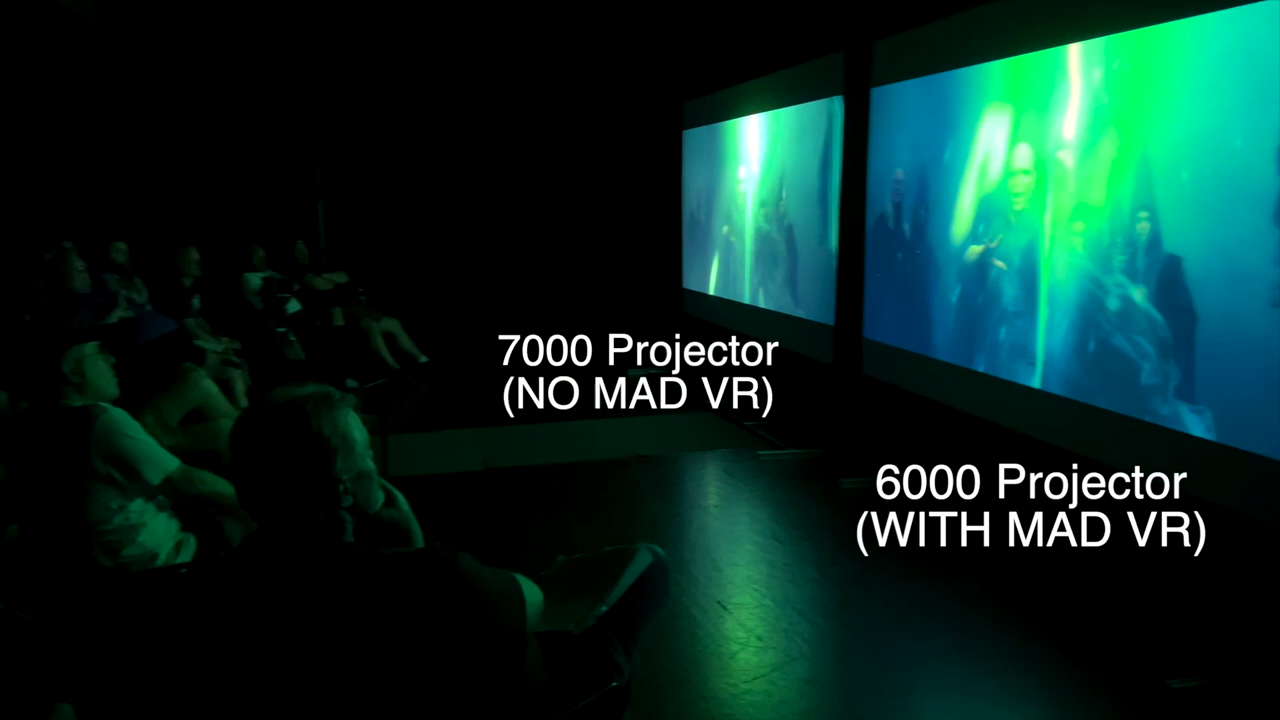 7000 Projector
(NO MAD VR)
6000 Projector
(WITH MAD VR)